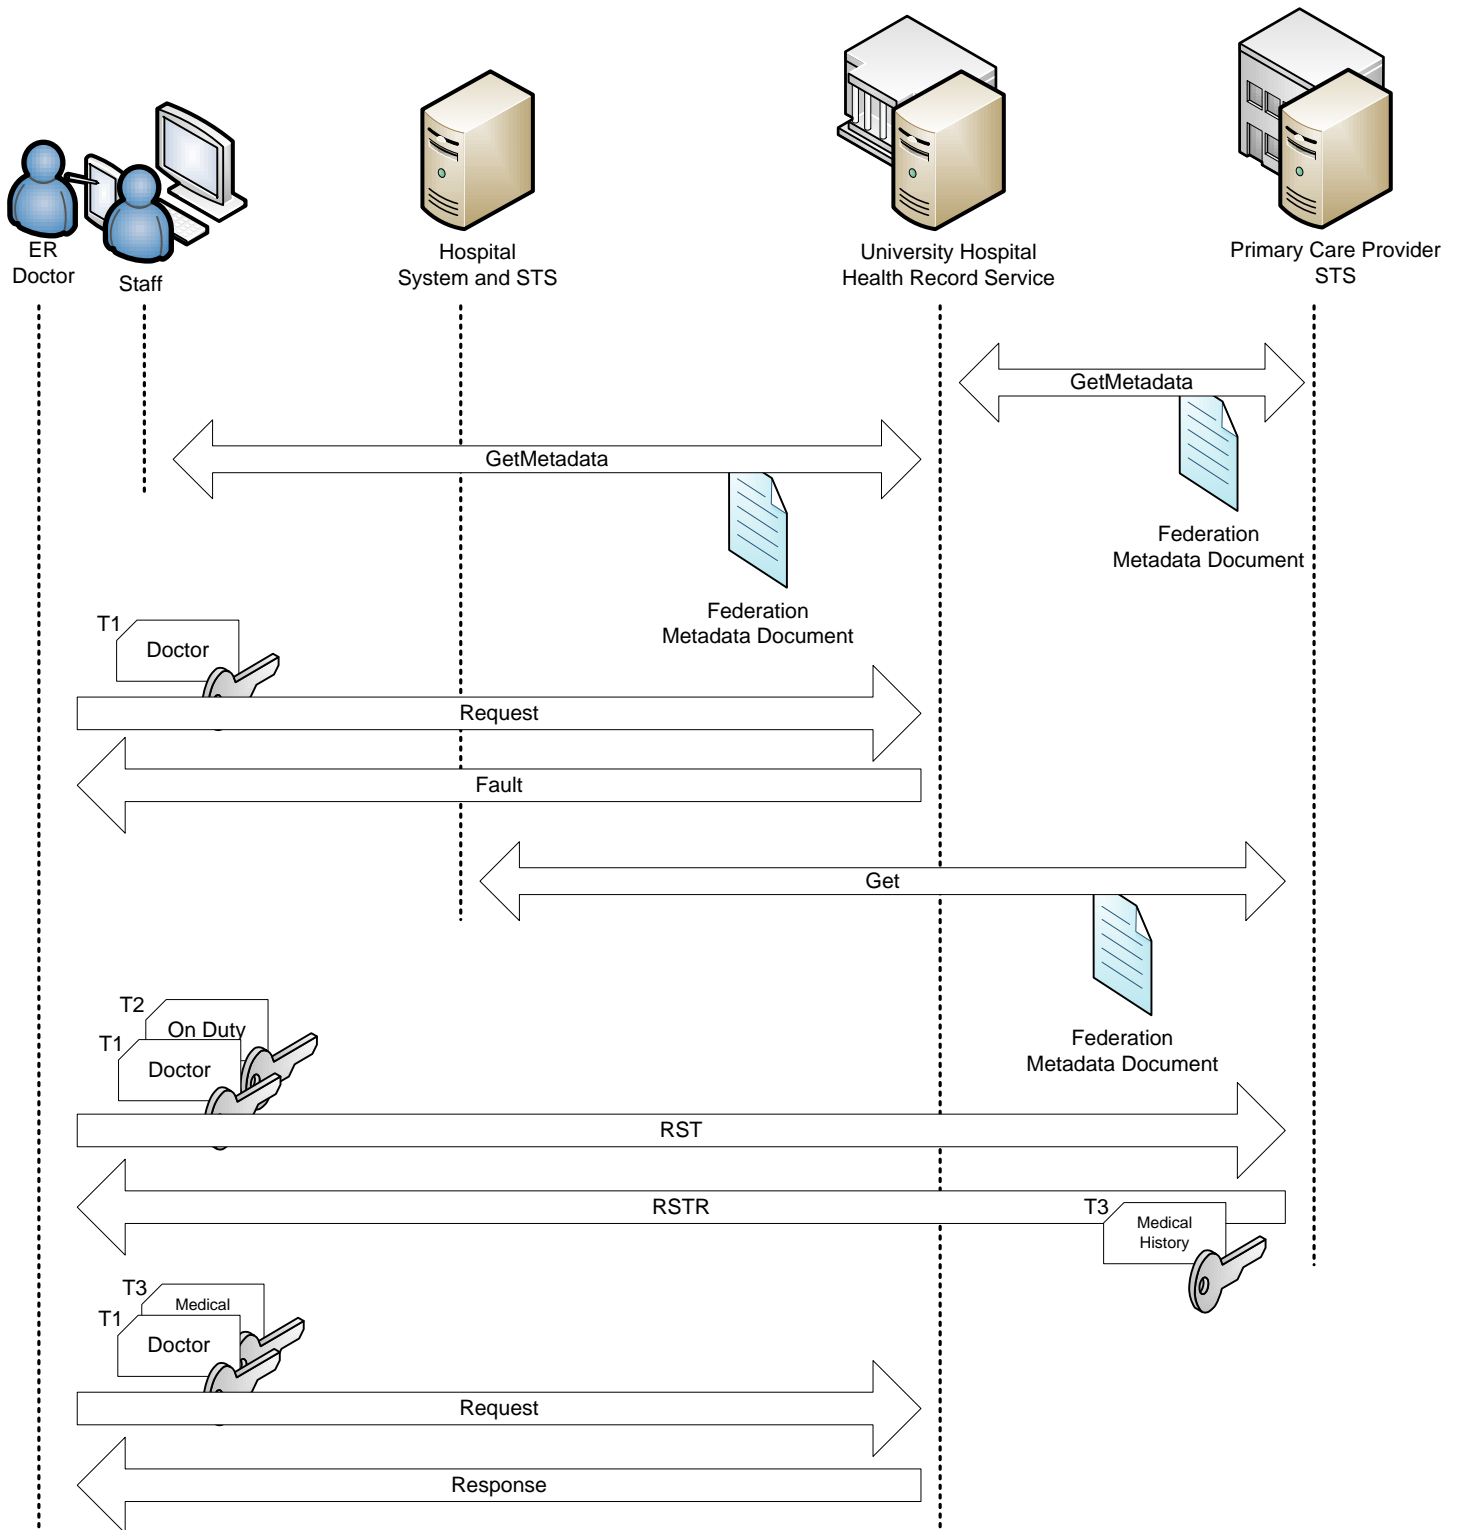 ER
Doctor
Staff
Hospital
System and STS
University Hospital
Health Record Service
Primary Care Provider
STS
GetMetadata
GetMetadata
Federation
Metadata Document
Federation
Metadata Document
T1
Doctor
Request
Fault
Get
Federation
Metadata Document
T2
On Duty
T1
Doctor
RST
RSTR
T3
Medical
History
T3
Medical
T1
Doctor
Request
Response